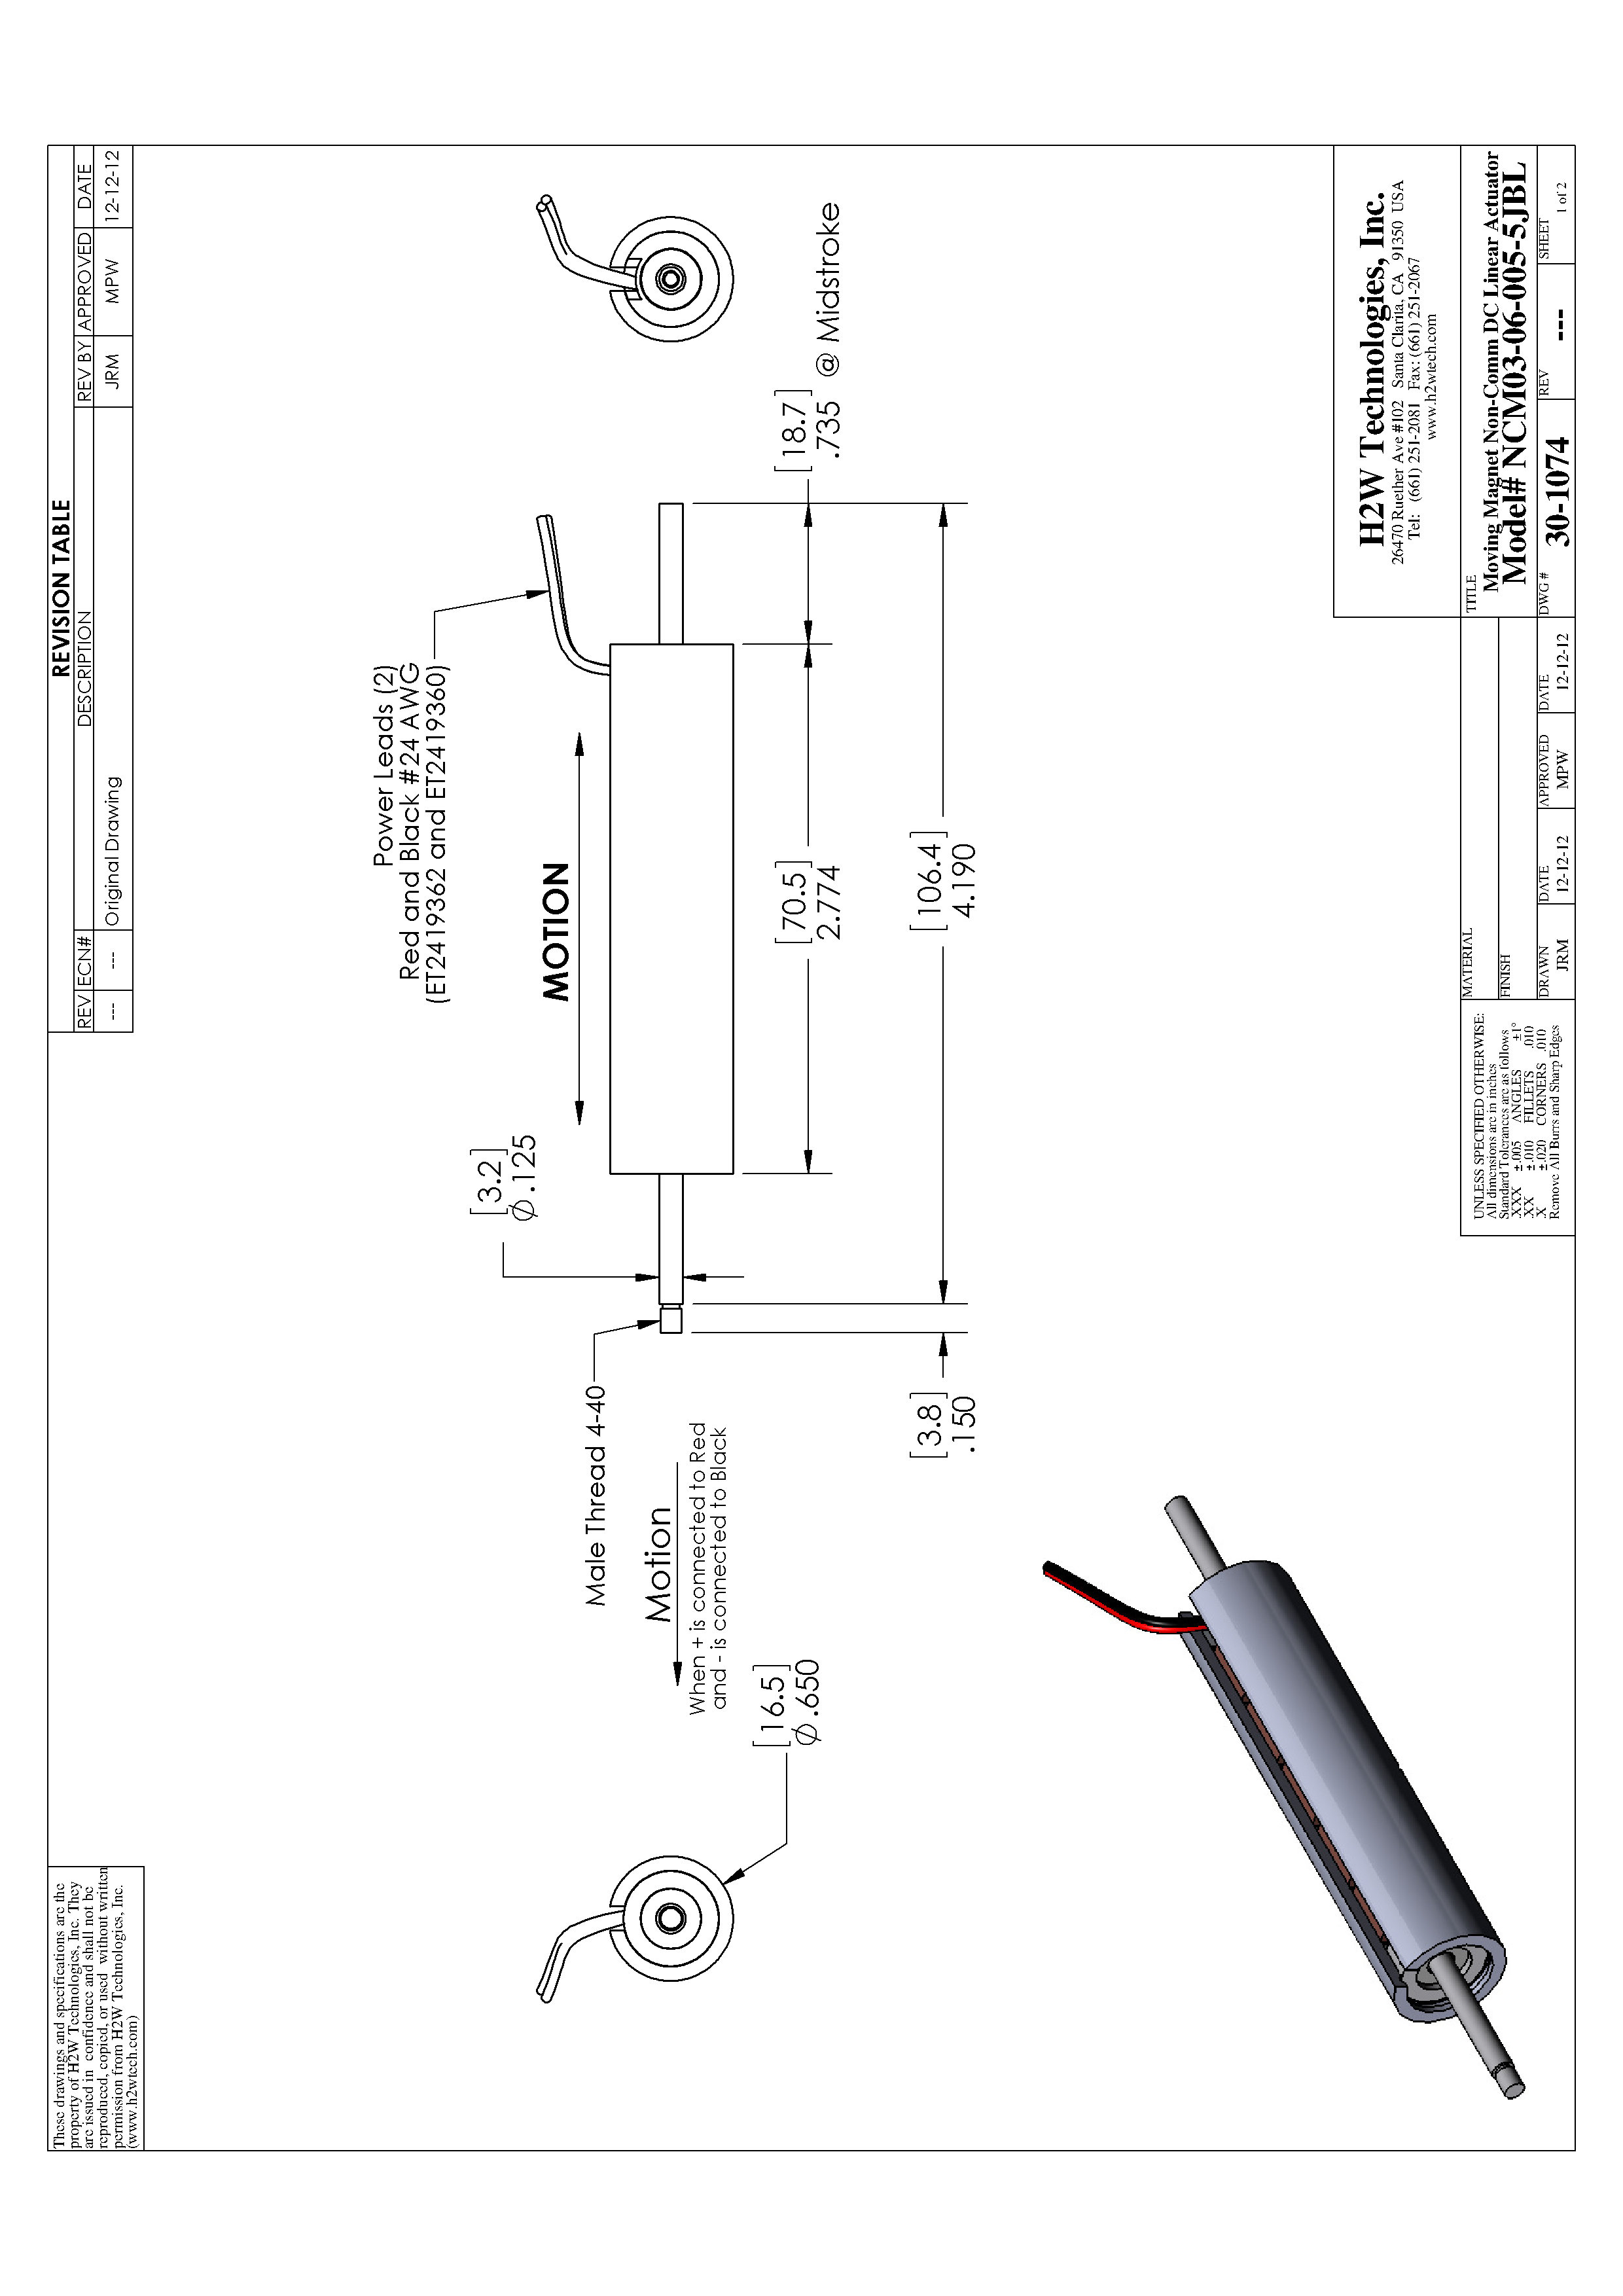 These drawings and specifications are the
property of H2W Technologies, Inc. They
are issued in confidence and shall not be
reproduced, copied, or used without written
permission from H2W Technologies, Inc.
(www.h2wtech.com)
REVISION TABLE
REV ECN# DESCRIPTION REV BY APPROVED DATE
--- --- Original Drawing JRM MPW 12-12-12
Power Leads (2)
Red and Black #24 AWG
(ET2419362 and ET2419360)
MOTION
[3.2]
Ø.125
Male Thread 4-40
Motion
When + is connected to Red
and - is connected to Black
[16.5]
Ø.650
[70.5]
2.774
[18.7]
.735 @ Midstroke
[106.4]
4.190
[3.8]
.150
H2W Technologies, Inc.
26470 Ruether Ave #102 Santa Clarita, CA 91350 USA
Tel: (661) 251-2081 Fax: (661) 251-2067
www.h2wtech.com
UNLESS SPECIFIED OTHERWISE:
All dimensions are in inches
Standard Tolerances are as follows
.XXX ±.005 ANGLES ±1°
.XX ±.010 FILLETS .010
.X ±.020 CORNERS .010
Remove All Burrs and Sharp Edges
MATERIAL
FINISH
DRAWN
JRM
DATE
12-12-12
APPROVED
MPW
DATE
12-12-12
TITLE
Moving Magnet Non-Comm DC Linear Actuator
Model# NCM03-06-005-5JBL
DWG #
30-1074
REV
---
SHEET
1 of 2